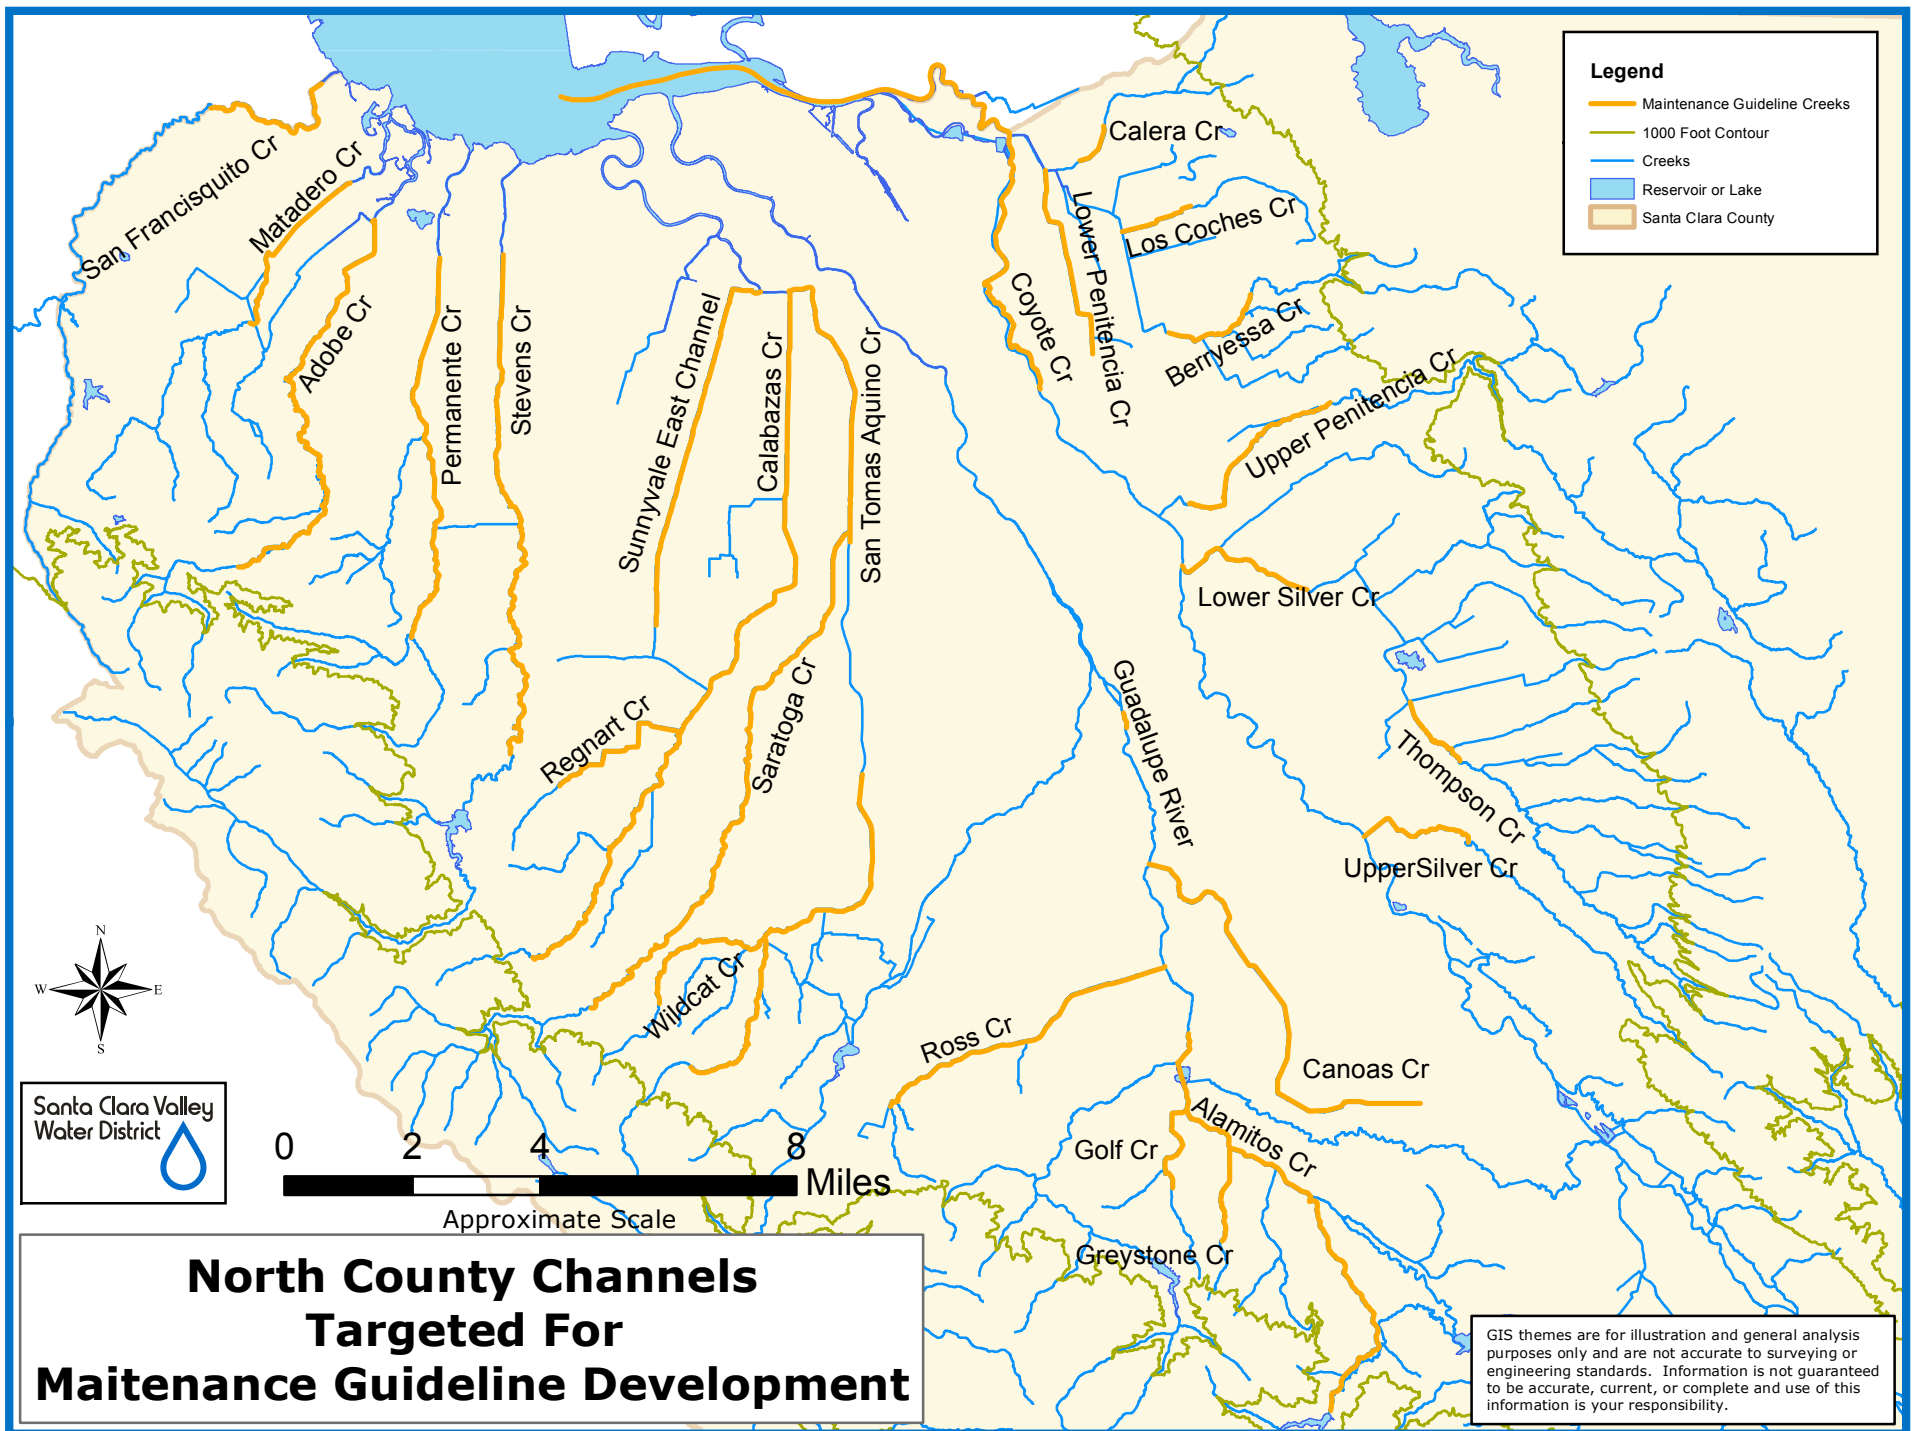 Legend
Maintenance Guideline Creeks
1000 Foot Contour
Creeks
Reservoir or Lake
Santa Clara County
San Francisquito Cr
Matadero Cr
Adobe Cr
Permanente Cr
Stevens Cr
Sunnyvale East Channel
Calabazas Cr
San Tomas Aquino Cr
Calera Cr
Lower Penitencia Cr
Los Coches Cr
Coyote Cr
Berryessa Cr
Upper Penitencia Cr
Lower Silver Cr
Guadalupe River
Thompson Cr
UpperSilver Cr
Regnart Cr
Saratoga Cr
Wildcat Cr
Ross Cr
Canoas Cr
Alamitos Cr
Golf Cr
Greystone Cr
N
W
E
S
Santa Clara Valley
Water District
0 2 4 8
Miles
Approximate Scale
North County Channels
Targeted For
Maitenance Guideline Development
GIS themes are for illustration and general analysis
purposes only and are not accurate to surveying or
engineering standards. Information is not guaranteed
to be accurate, current, or complete and use of this
information is your responsibility.